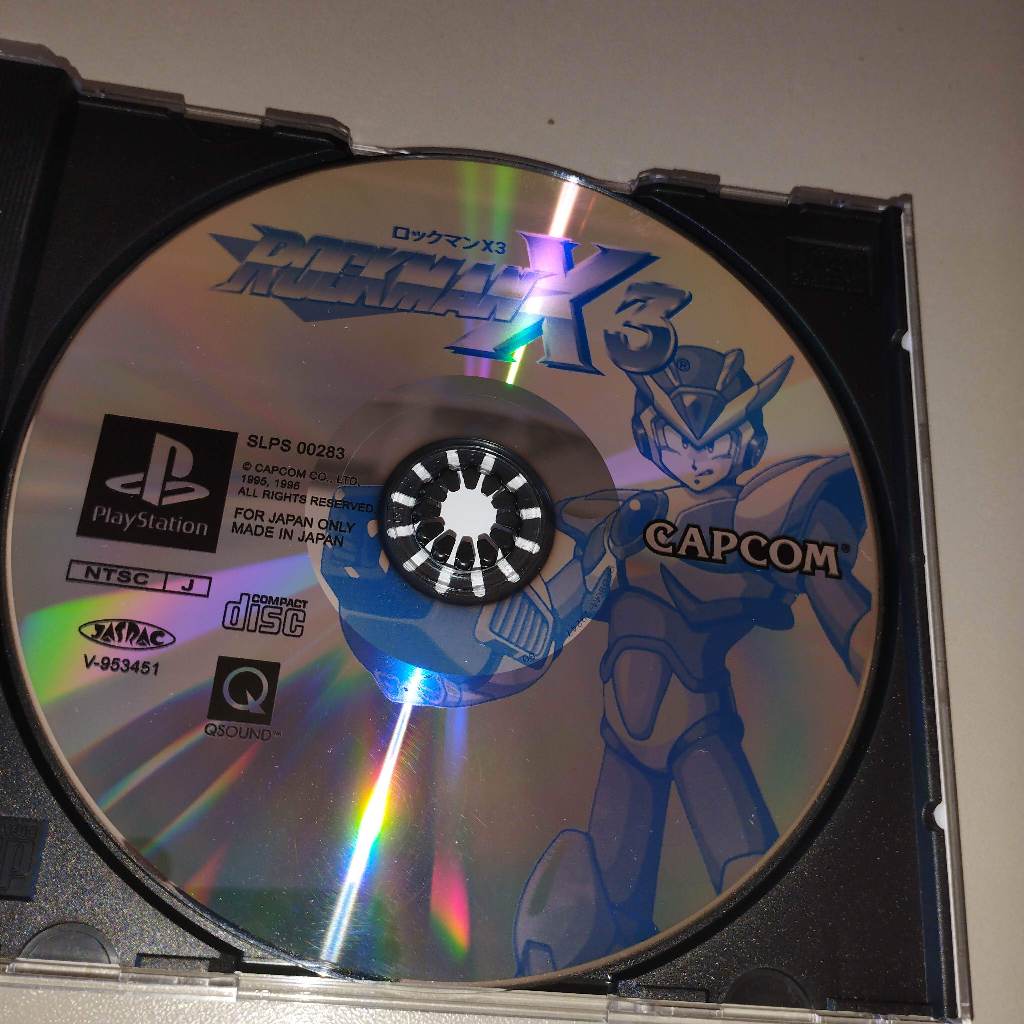 ロックマンX3
ROCKMAN X3
®
SLPS 00283
© CAPCOM CO., LTD.
1995, 1996
ALL RIGHTS RESERVED.
FOR JAPAN ONLY
MADE IN JAPAN
PlayStation
CAPCOM®
NTSC J
COMPACT
disc
JASRAC
V-953451
Q
QSOUND™